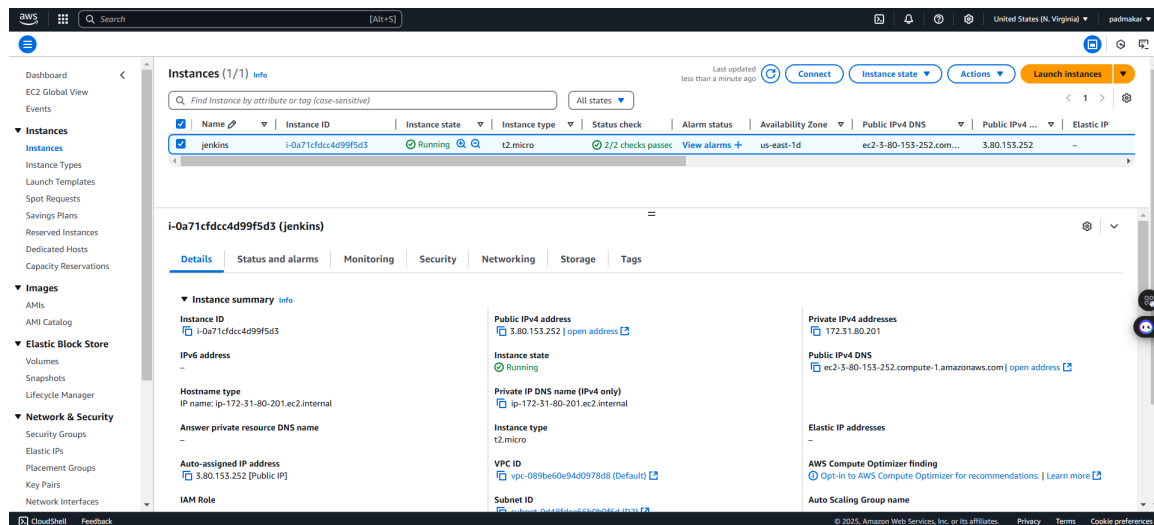 aws Search [Alt+S] United States (N. Virginia) padmakar
Dashboard
EC2 Global View
Events
Instances
Instances
Instance Types
Launch Templates
Spot Requests
Savings Plans
Reserved Instances
Dedicated Hosts
Capacity Reservations
Images
AMIs
AMI Catalog
Elastic Block Store
Volumes
Snapshots
Lifecycle Manager
Network & Security
Security Groups
Elastic IPs
Placement Groups
Key Pairs
Network Interfaces
Instances (1/1) Info
Last updated
less than a minute ago
Connect Instance state Actions Launch instances
Find Instance by attribute or tag (case-sensitive) All states 1
Name Instance ID Instance state Instance type Status check Alarm status Availability Zone Public IPv4 DNS Public IPv4 ... Elastic IP
jenkins i-0a71cfdcc4d99f5d3 Running t2.micro 2/2 checks passec View alarms + us-east-1d ec2-3-80-153-252.com... 3.80.153.252 –
i-0a71cfdcc4d99f5d3 (jenkins)
Details Status and alarms Monitoring Security Networking Storage Tags
Instance summary Info
Instance ID
i-0a71cfdcc4d99f5d3
Public IPv4 address
3.80.153.252 | open address
Private IPv4 addresses
172.31.80.201
IPv6 address
–
Instance state
Running
Public IPv4 DNS
ec2-3-80-153-252.compute-1.amazonaws.com | open address
Hostname type
IP name: ip-172-31-80-201.ec2.internal
Private IP DNS name (IPv4 only)
ip-172-31-80-201.ec2.internal
Answer private resource DNS name
–
Instance type
t2.micro
Elastic IP addresses
–
Auto-assigned IP address
3.80.153.252 [Public IP]
VPC ID
vpc-089be60e94d0978d8 (Default)
AWS Compute Optimizer finding
Opt-in to AWS Compute Optimizer for recommendations. | Learn more
IAM Role
Subnet ID
Auto Scaling Group name
CloudShell Feedback © 2025, Amazon Web Services, Inc. or its affiliates. Privacy Terms Cookie preferences